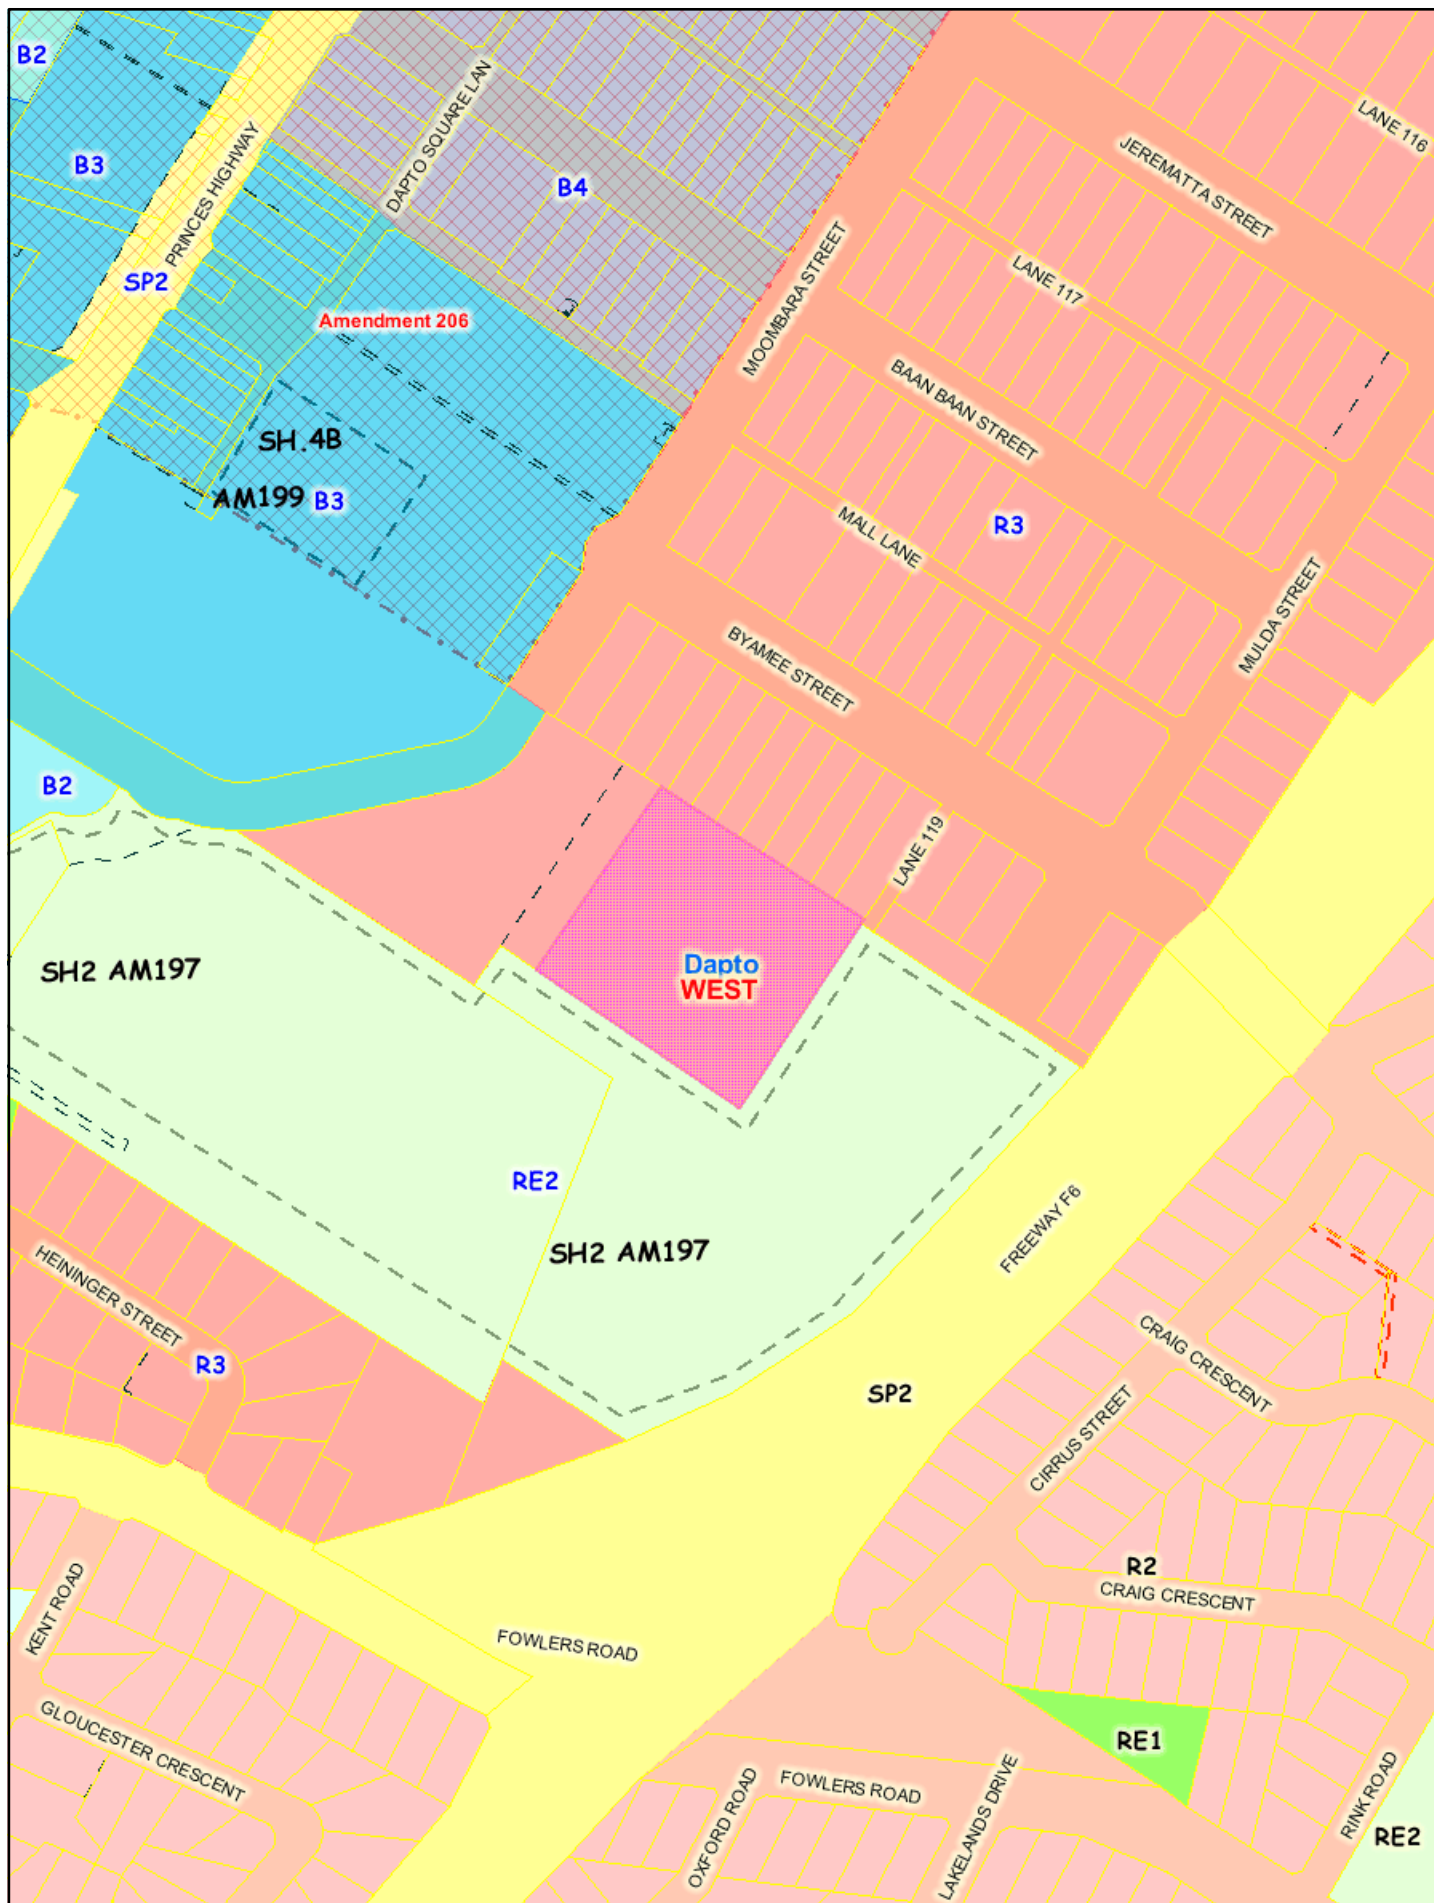 B2
DAPTO SQUARE LAN
LANE 116
B3
PRINCES HIGHWAY
B4
JEREMATTA STREET
SP2
MOOMBARA STREET
LANE 117
Amendment 206
BAAN BAAN STREET
SH.4B
AM199 B3
MALL LANE
R3
MULDA STREET
BYAMEE STREET
B2
LANE 119
SH2 AM197
Dapto
WEST
RE2
SH2 AM197
FREEWAY F6
HEININGER STREET
R3
SP2
CRAIG CRESCENT
CIRRUS STREET
R2
CRAIG CRESCENT
KENT ROAD
FOWLERS ROAD
GLOUCESTER CRESCENT
RE1
OXFORD ROAD
FOWLERS ROAD
LAKELANDS DRIVE
RINK ROAD
RE2